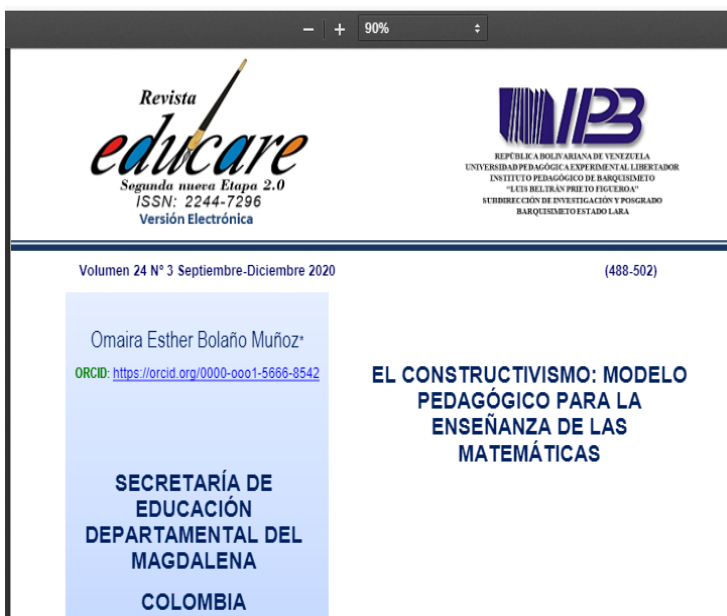 90%
Revista
educare
Segunda nueva Etapa 2.0
ISSN: 2244-7296
Versión Electrónica
IPB
REPÚBLICA BOLIVARIANA DE VENEZUELA
UNIVERSIDAD PEDAGÓGICA EXPERIMENTAL LIBERTADOR
INSTITUTO PEDAGÓGICO DE BARQUISIMETO
“LUIS BELTRÁN PRIETO FIGUEROA”
SUBDIRECCIÓN DE INVESTIGACIÓN Y POSGRADO
BARQUISIMETO ESTADO LARA
Volumen 24 N° 3 Septiembre-Diciembre 2020 (488-502)
Omaira Esther Bolaño Muñoz*
ORCID: https://orcid.org/0000-ooo1-5666-8542
SECRETARÍA DE
EDUCACIÓN
DEPARTAMENTAL DEL
MAGDALENA
COLOMBIA
EL CONSTRUCTIVISMO: MODELO
PEDAGÓGICO PARA LA
ENSEÑANZA DE LAS
MATEMÁTICAS